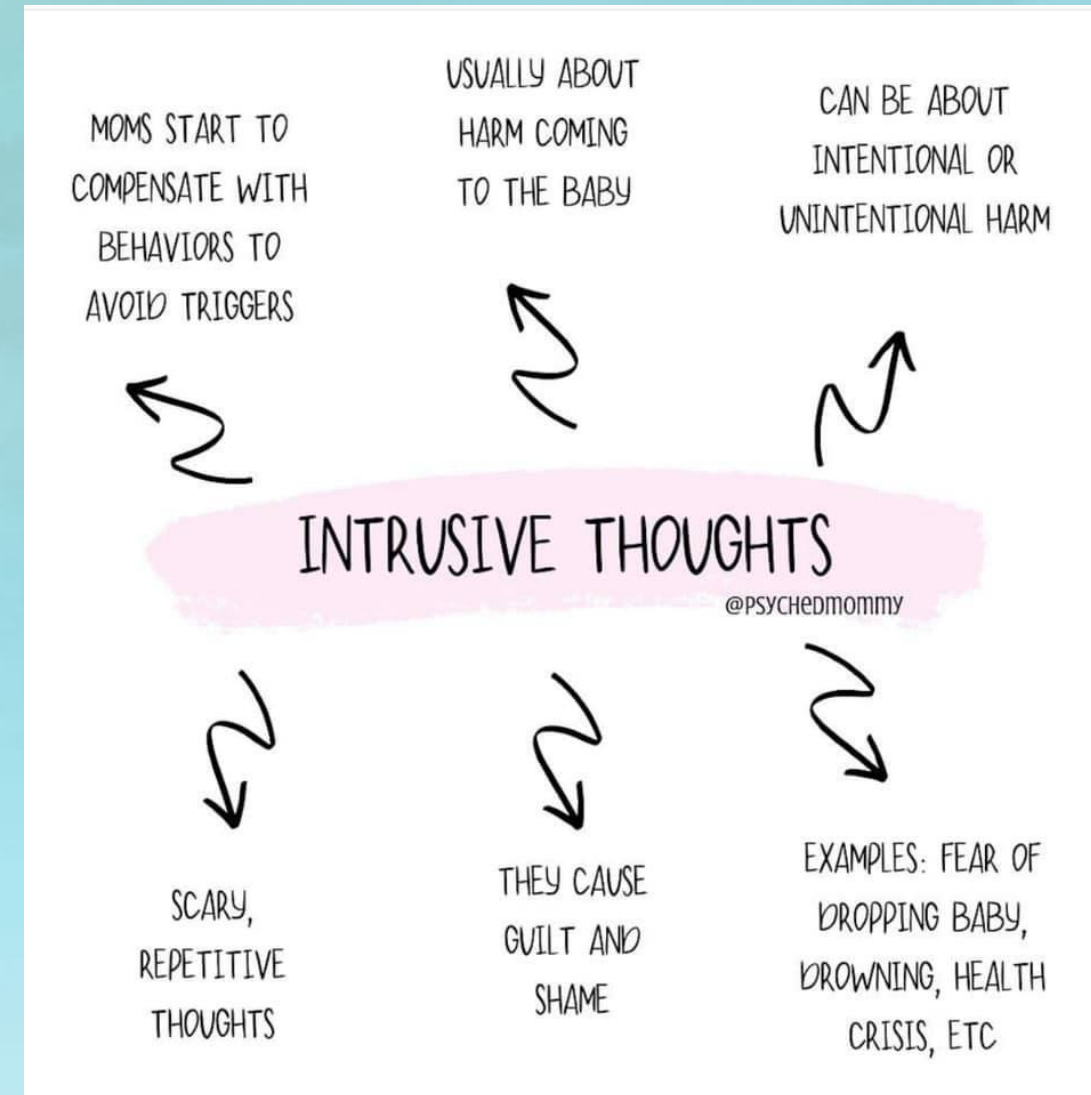 MOMS START TO
COMPENSATE WITH
BEHAVIORS TO
AVOID TRIGGERS
USUALLY ABOUT
HARM COMING
TO THE BABY
CAN BE ABOUT
INTENTIONAL OR
UNINTENTIONAL HARM
INTRUSIVE THOUGHTS
@PSYCHEDMOMMY
SCARY,
REPETITIVE
THOUGHTS
THEY CAUSE
GUILT AND
SHAME
EXAMPLES: FEAR OF
DROPPING BABY,
DROWNING, HEALTH
CRISIS, ETC